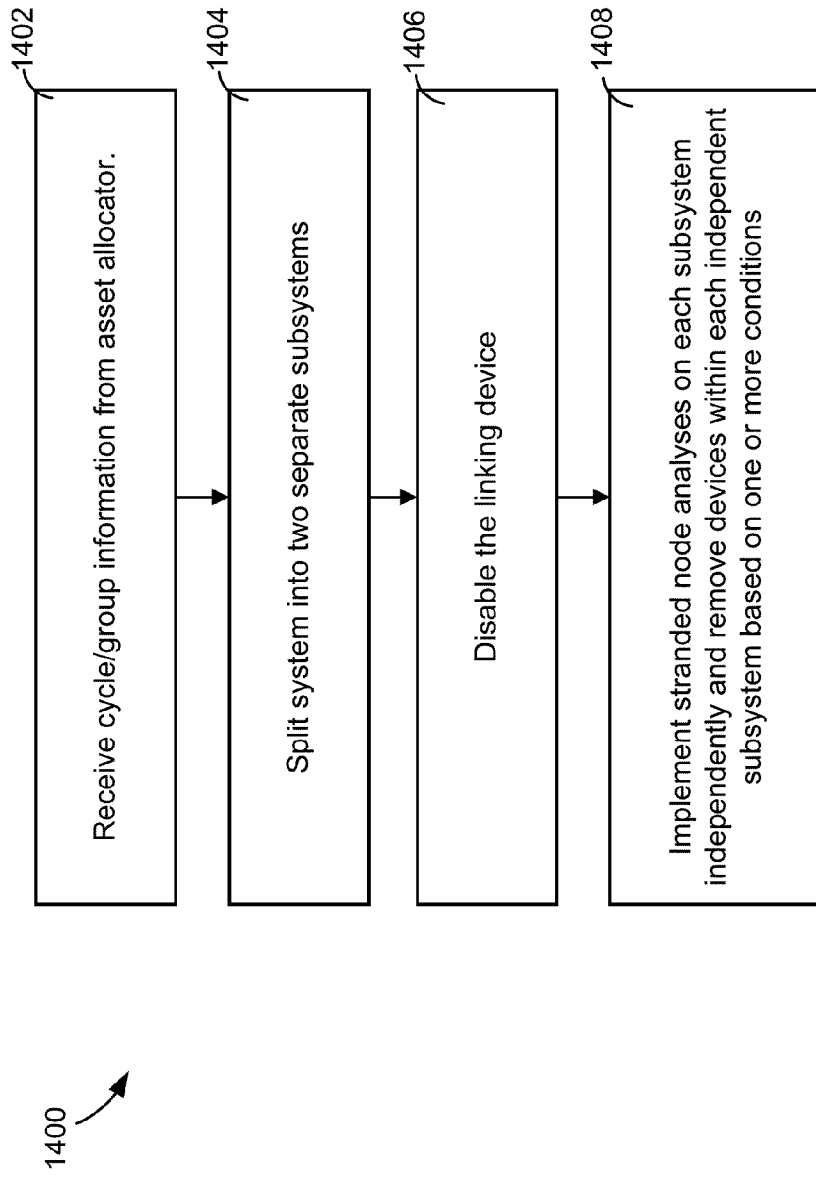 1400
1402
Receive cycle/group information from asset allocator.
1404
Split system into two separate subsystems
1406
Disable the linking device
1408
Implement stranded node analyses on each subsystem
independently and remove devices within each independent
subsystem based on one or more conditions